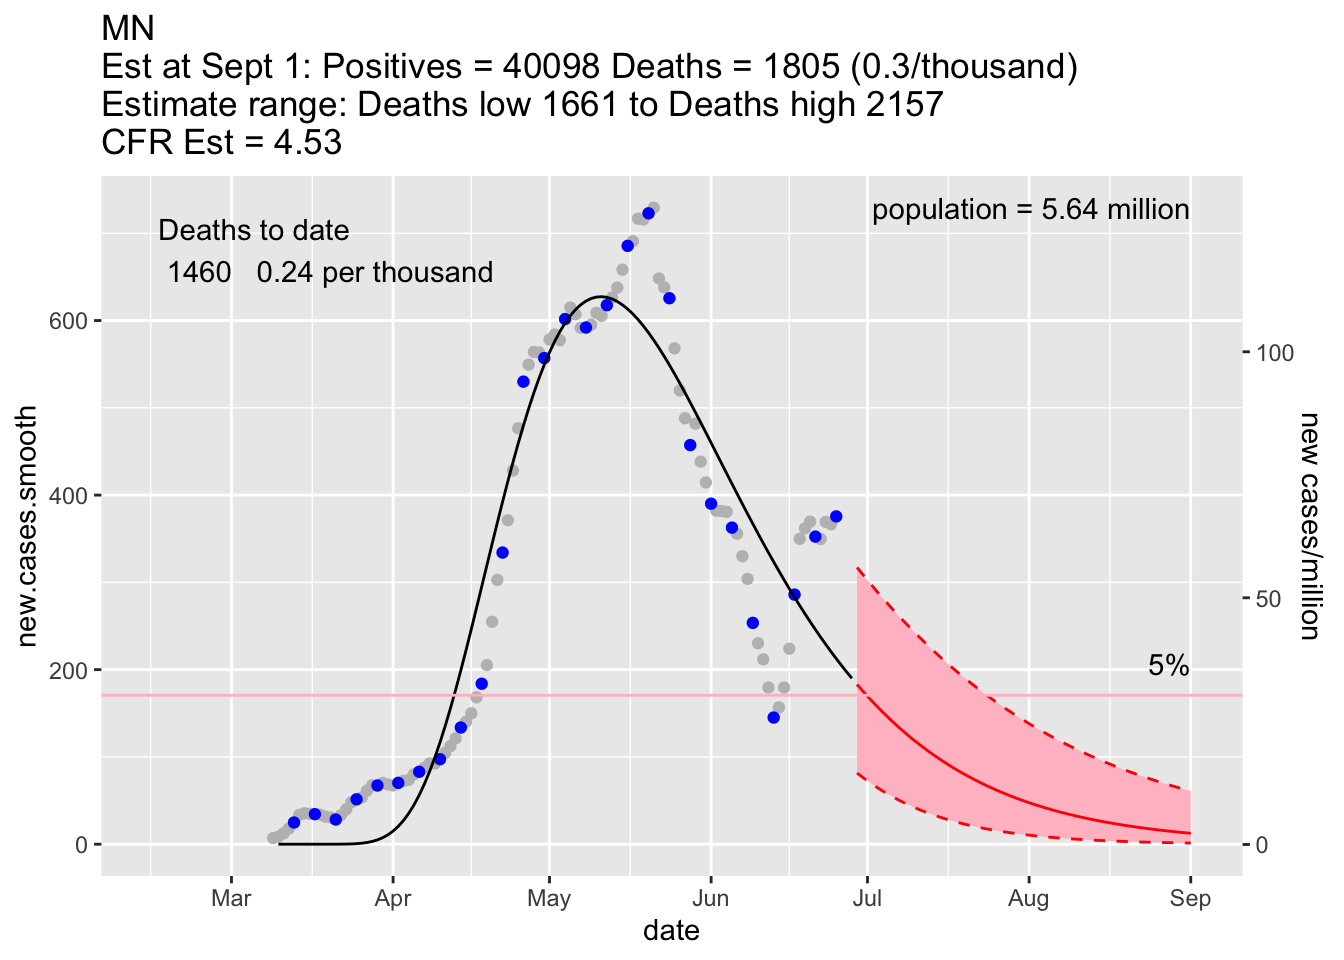 MN
Est at Sept 1: Positives = 40098 Deaths = 1805 (0.3/thousand)
Estimate range: Deaths low 1661 to Deaths high 2157
CFR Est = 4.53
Deaths to date
1460 0.24 per thousand
population = 5.64 million
5%
new.cases.smooth
600
400
200
0
100
50
0
new cases/million
Mar Apr May Jun Jul Aug Sep
date